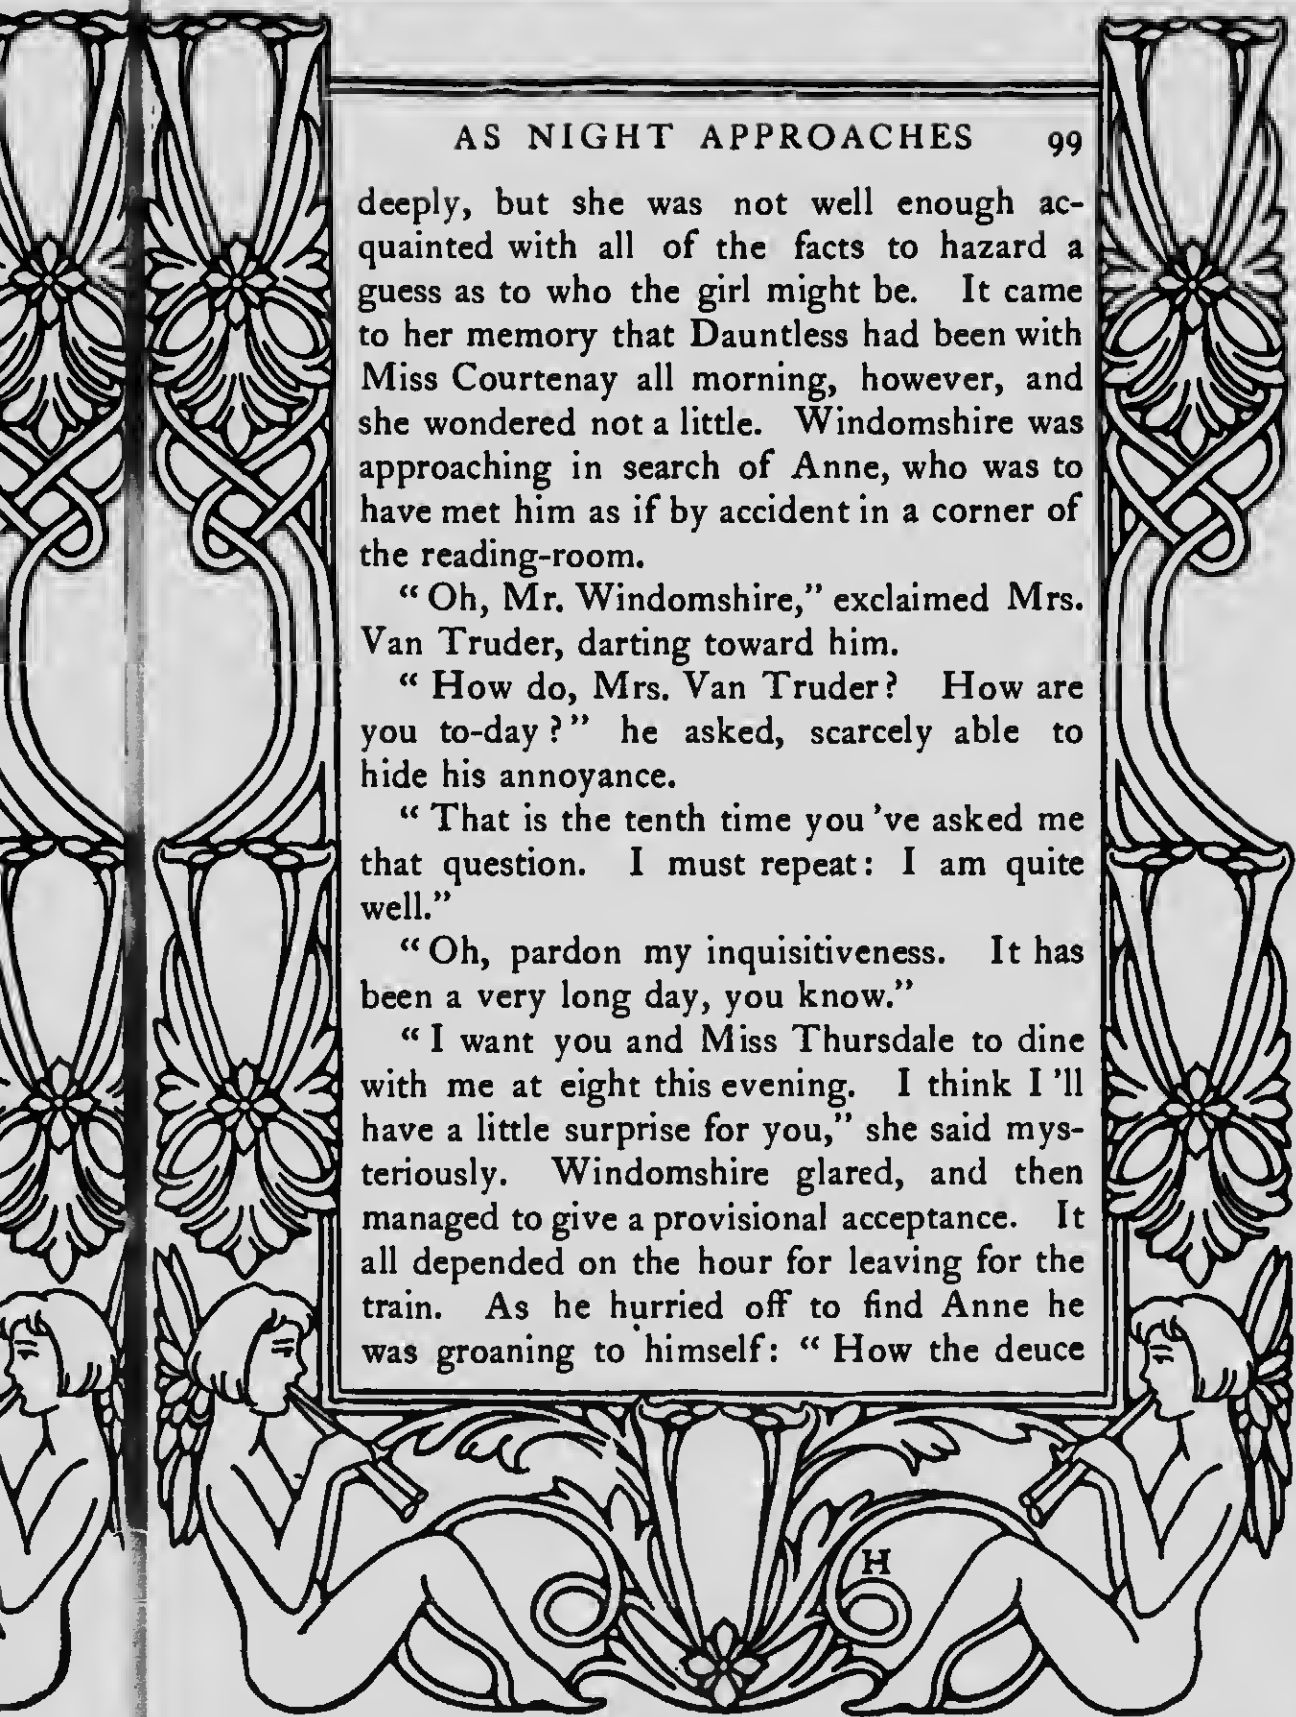 AS NIGHT APPROACHES 99
deeply, but she was not well enough ac-
quainted with all of the facts to hazard a
guess as to who the girl might be. It came
to her memory that Dauntless had been with
Miss Courtenay all morning, however, and
she wondered not a little. Windomshire was
approaching in search of Anne, who was to
have met him as if by accident in a corner of
the reading-room.
“Oh, Mr. Windomshire,” exclaimed Mrs.
Van Truder, darting toward him.
“How do, Mrs. Van Truder? How are
you to-day?” he asked, scarcely able to
hide his annoyance.
“That is the tenth time you've asked me
that question. I must repeat: I am quite
well.”
“Oh, pardon my inquisitiveness. It has
been a very long day, you know.”
“I want you and Miss Thursdale to dine
with me at eight this evening. I think I'll
have a little surprise for you,” she said mys-
teriously. Windomshire glared, and then
managed to give a provisional acceptance. It
all depended on the hour for leaving for the
train. As he hurried off to find Anne he
was groaning to himself: “How the deuce
H